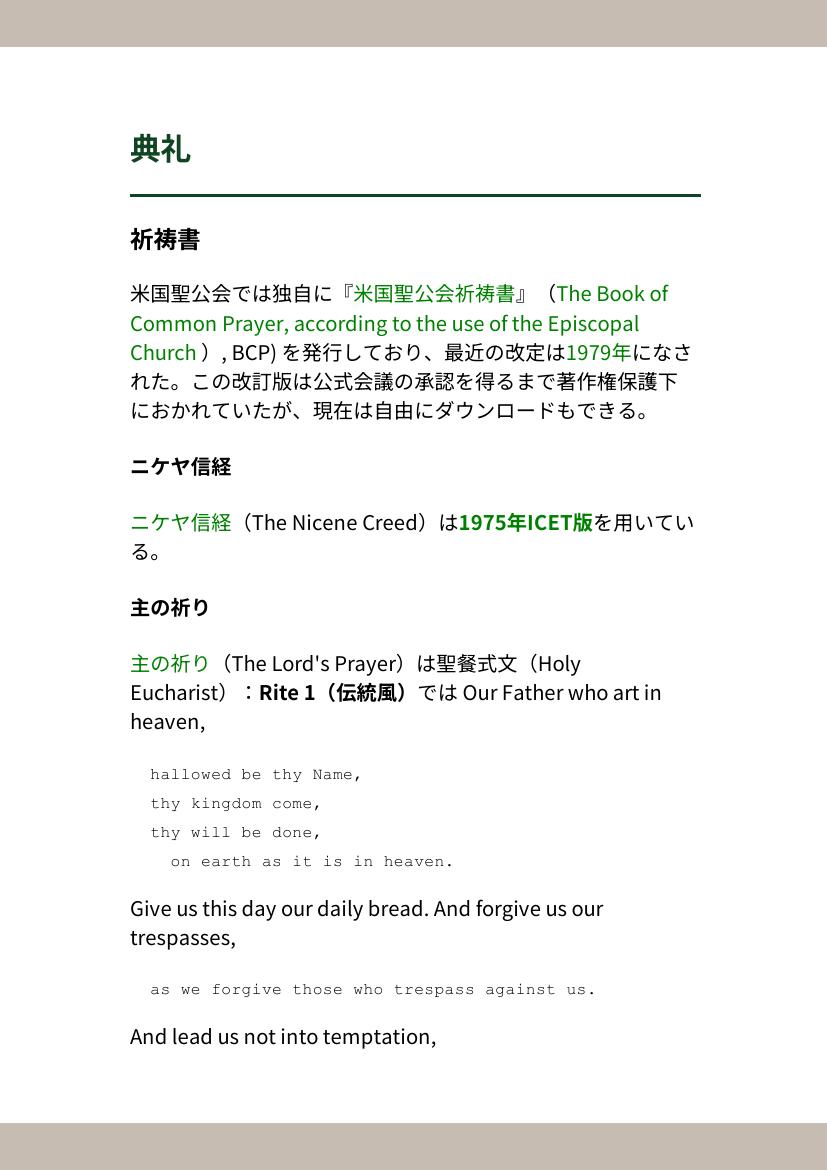 典礼
祈祷書
米国聖公会では独自に『米国聖公会祈祷書』（The Book of
Common Prayer, according to the use of the Episcopal
Church ）, BCP) を発行しており、最近の改定は1979年になさ
れた。この改訂版は公式会議の承認を得るまで著作権保護下
におかれていたが、現在は自由にダウンロードもできる。
ニケヤ信経
ニケヤ信経（The Nicene Creed）は1975年ICET版を用いてい
る。
主の祈り
主の祈り（The Lord's Prayer）は聖餐式文（Holy
Eucharist）：Rite 1（伝統風）では Our Father who art in
heaven,
hallowed be thy Name,
thy kingdom come,
thy will be done,
on earth as it is in heaven.
Give us this day our daily bread. And forgive us our
trespasses,
as we forgive those who trespass against us.
And lead us not into temptation,